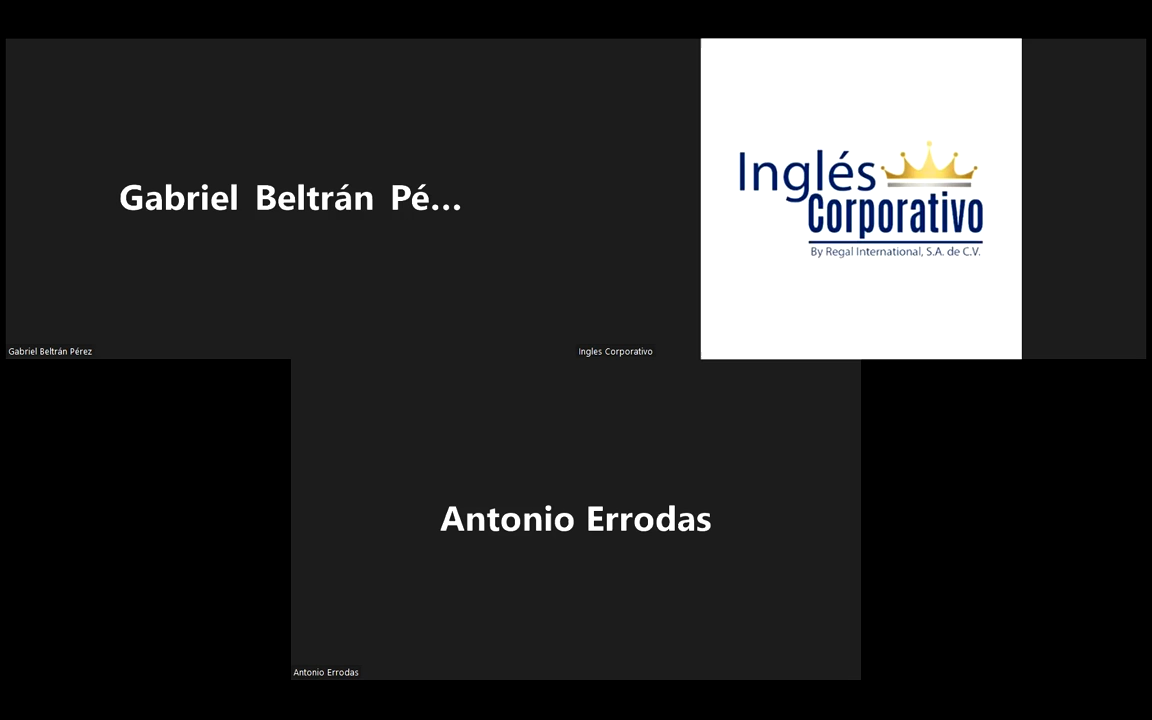 Gabriel Beltrán Pé...
Gabriel Beltrán Pérez
Inglés
Corporativo
By Regal International, S.A. de C.V.
Ingles Corporativo
Antonio Errodas
Antonio Errodas